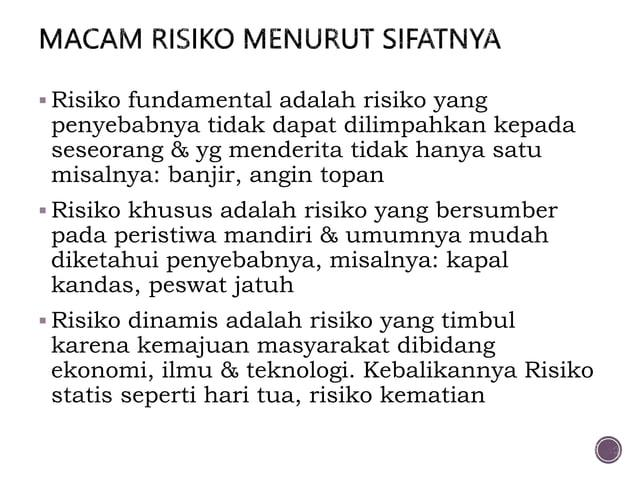 MACAM RISIKO MENURUT SIFATNYA
▪ Risiko fundamental adalah risiko yang
penyebabnya tidak dapat dilimpahkan kepada
seseorang & yg menderita tidak hanya satu
misalnya: banjir, angin topan
▪ Risiko khusus adalah risiko yang bersumber
pada peristiwa mandiri & umumnya mudah
diketahui penyebabnya, misalnya: kapal
kandas, peswat jatuh
▪ Risiko dinamis adalah risiko yang timbul
karena kemajuan masyarakat dibidang
ekonomi, ilmu & teknologi. Kebalikannya Risiko
statis seperti hari tua, risiko kematian